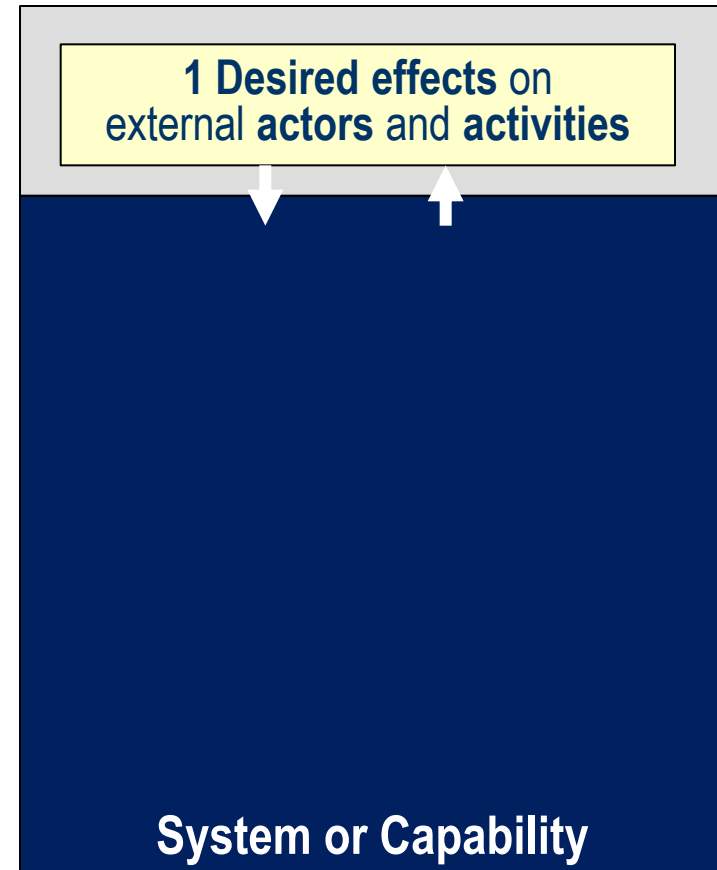 1 Desired effects on
external actors and activities
System or Capability